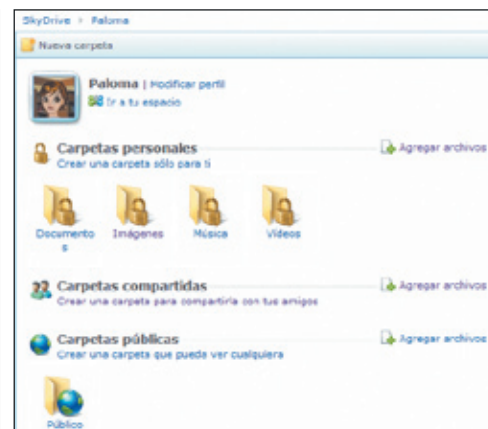 SkyDrive > Paloma
Nueva carpeta
Paloma | Modificar perfil
Ir a tu espacio
Carpetas personales
Agregar archivos
Crear una carpeta sólo para ti
Documento
s
Imágenes
Música
Vídeos
Carpetas compartidas
Agregar archivos
Crear una carpeta para compartirla con tus amigos
Carpetas públicas
Agregar archivos
Crear una carpeta que pueda ver cualquiera
Público